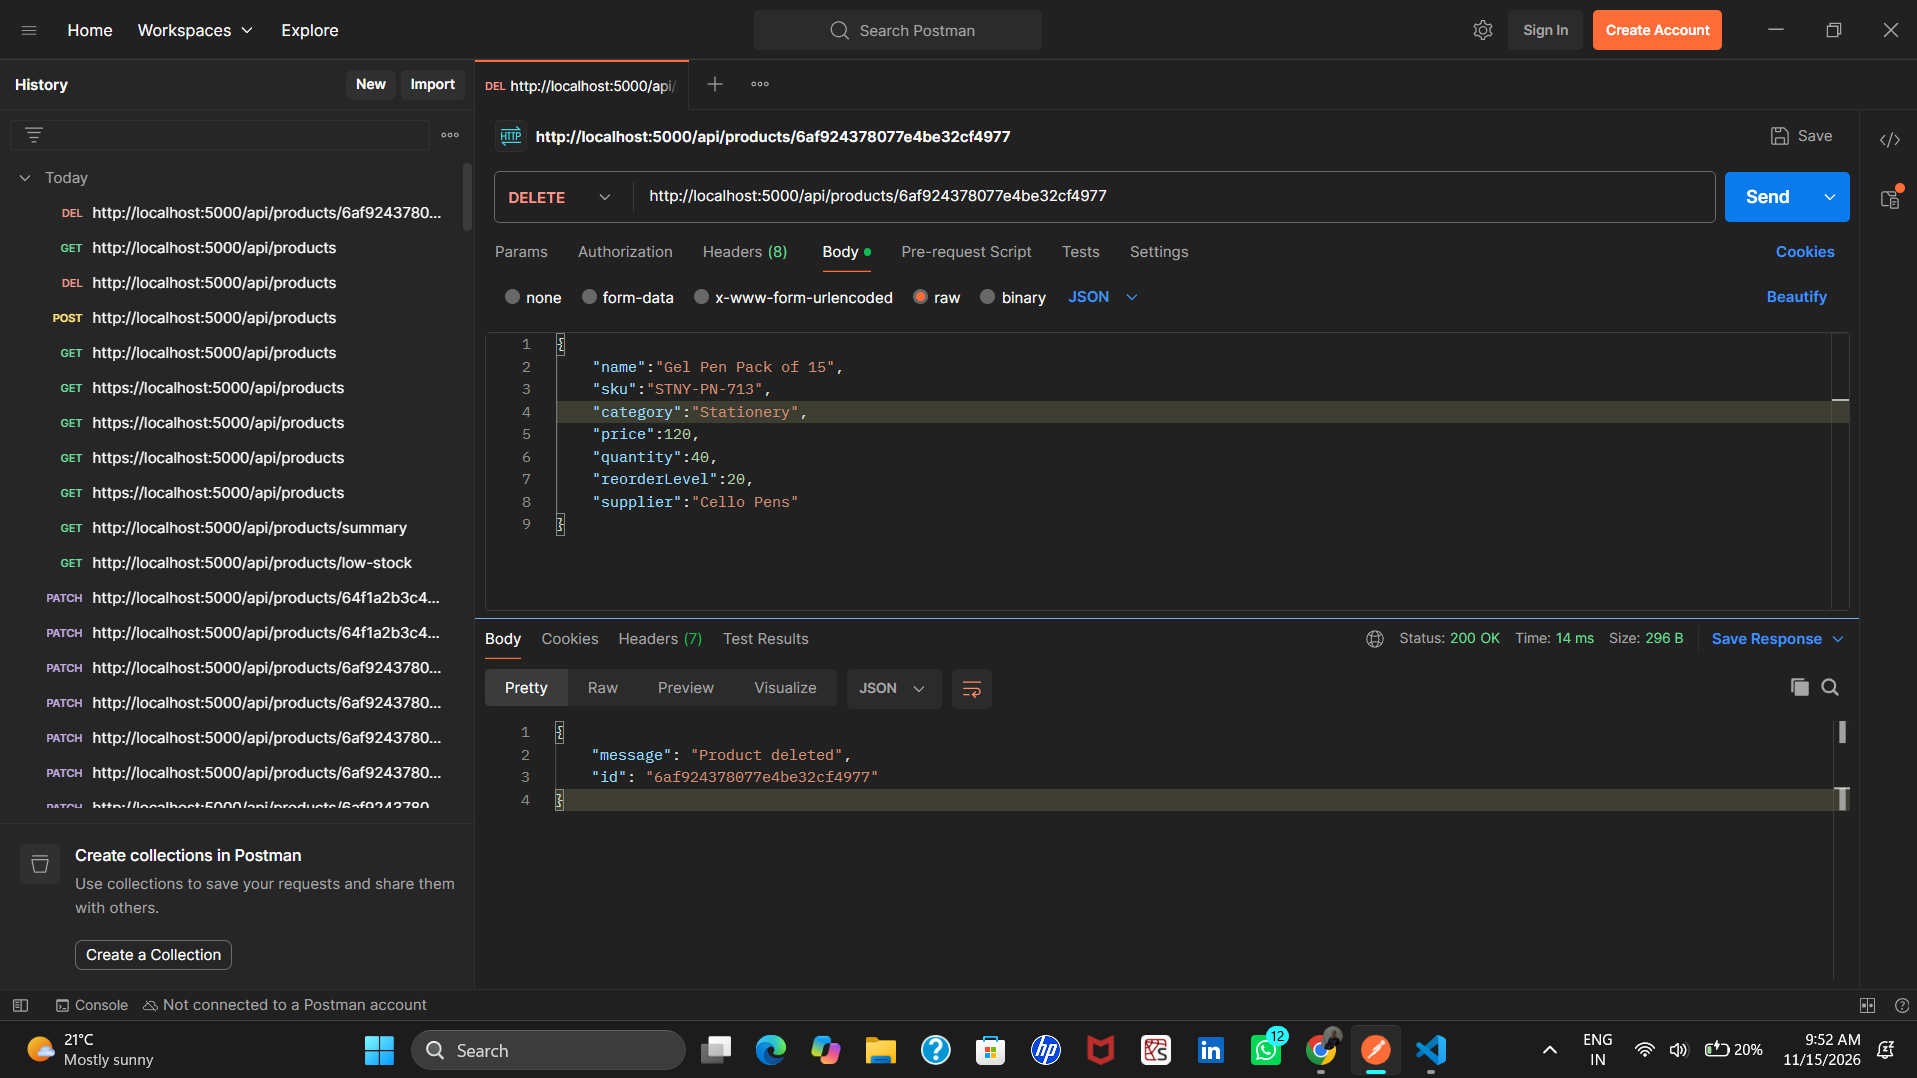 Home
Workspaces
Explore
Search Postman
Sign In
Create Account
History
New
Import
DEL http://localhost:5000/api/
HTTP
http://localhost:5000/api/products/6af924378077e4be32cf4977
Save
Today
DEL http://localhost:5000/api/products/6af9243780...
GET http://localhost:5000/api/products
DEL http://localhost:5000/api/products
POST http://localhost:5000/api/products
GET http://localhost:5000/api/products
GET https://localhost:5000/api/products
GET https://localhost:5000/api/products
GET https://localhost:5000/api/products
GET https://localhost:5000/api/products
GET http://localhost:5000/api/products/summary
GET http://localhost:5000/api/products/low-stock
PATCH http://localhost:5000/api/products/64f1a2b3c4...
PATCH http://localhost:5000/api/products/64f1a2b3c4...
PATCH http://localhost:5000/api/products/6af9243780...
PATCH http://localhost:5000/api/products/6af9243780...
PATCH http://localhost:5000/api/products/6af9243780...
PATCH http://localhost:5000/api/products/6af9243780...
PATCH http://localhost:5000/api/products/6af9243780
Create collections in Postman
Use collections to save your requests and share them
with others.
Create a Collection
DELETE
http://localhost:5000/api/products/6af924378077e4be32cf4977
Send
Params
Authorization
Headers (8)
Body
Pre-request Script
Tests
Settings
Cookies
none
form-data
x-www-form-urlencoded
raw
binary
JSON
Beautify
1 {
2 "name":"Gel Pen Pack of 15",
3 "sku":"STNY-PN-713",
4 "category":"Stationery",
5 "price":120,
6 "quantity":40,
7 "reorderLevel":20,
8 "supplier":"Cello Pens"
9 }
Body
Cookies
Headers (7)
Test Results
Status: 200 OK
Time: 14 ms
Size: 296 B
Save Response
Pretty
Raw
Preview
Visualize
JSON
1 {
2 "message": "Product deleted",
3 "id": "6af924378077e4be32cf4977"
4 }
Console
Not connected to a Postman account
21°C
Mostly sunny
Search
hp
in
12
ENG
IN
20%
9:52 AM
11/15/2026